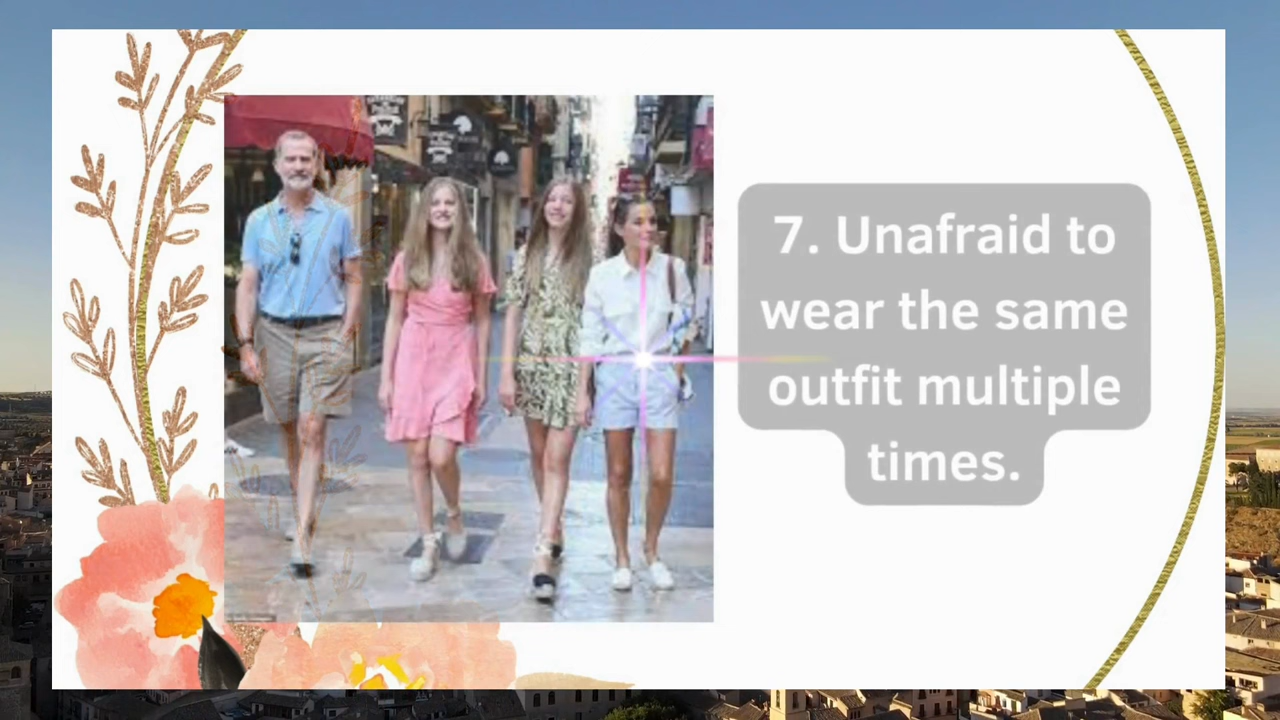 7. Unafraid to
wear the same
outfit multiple
times.